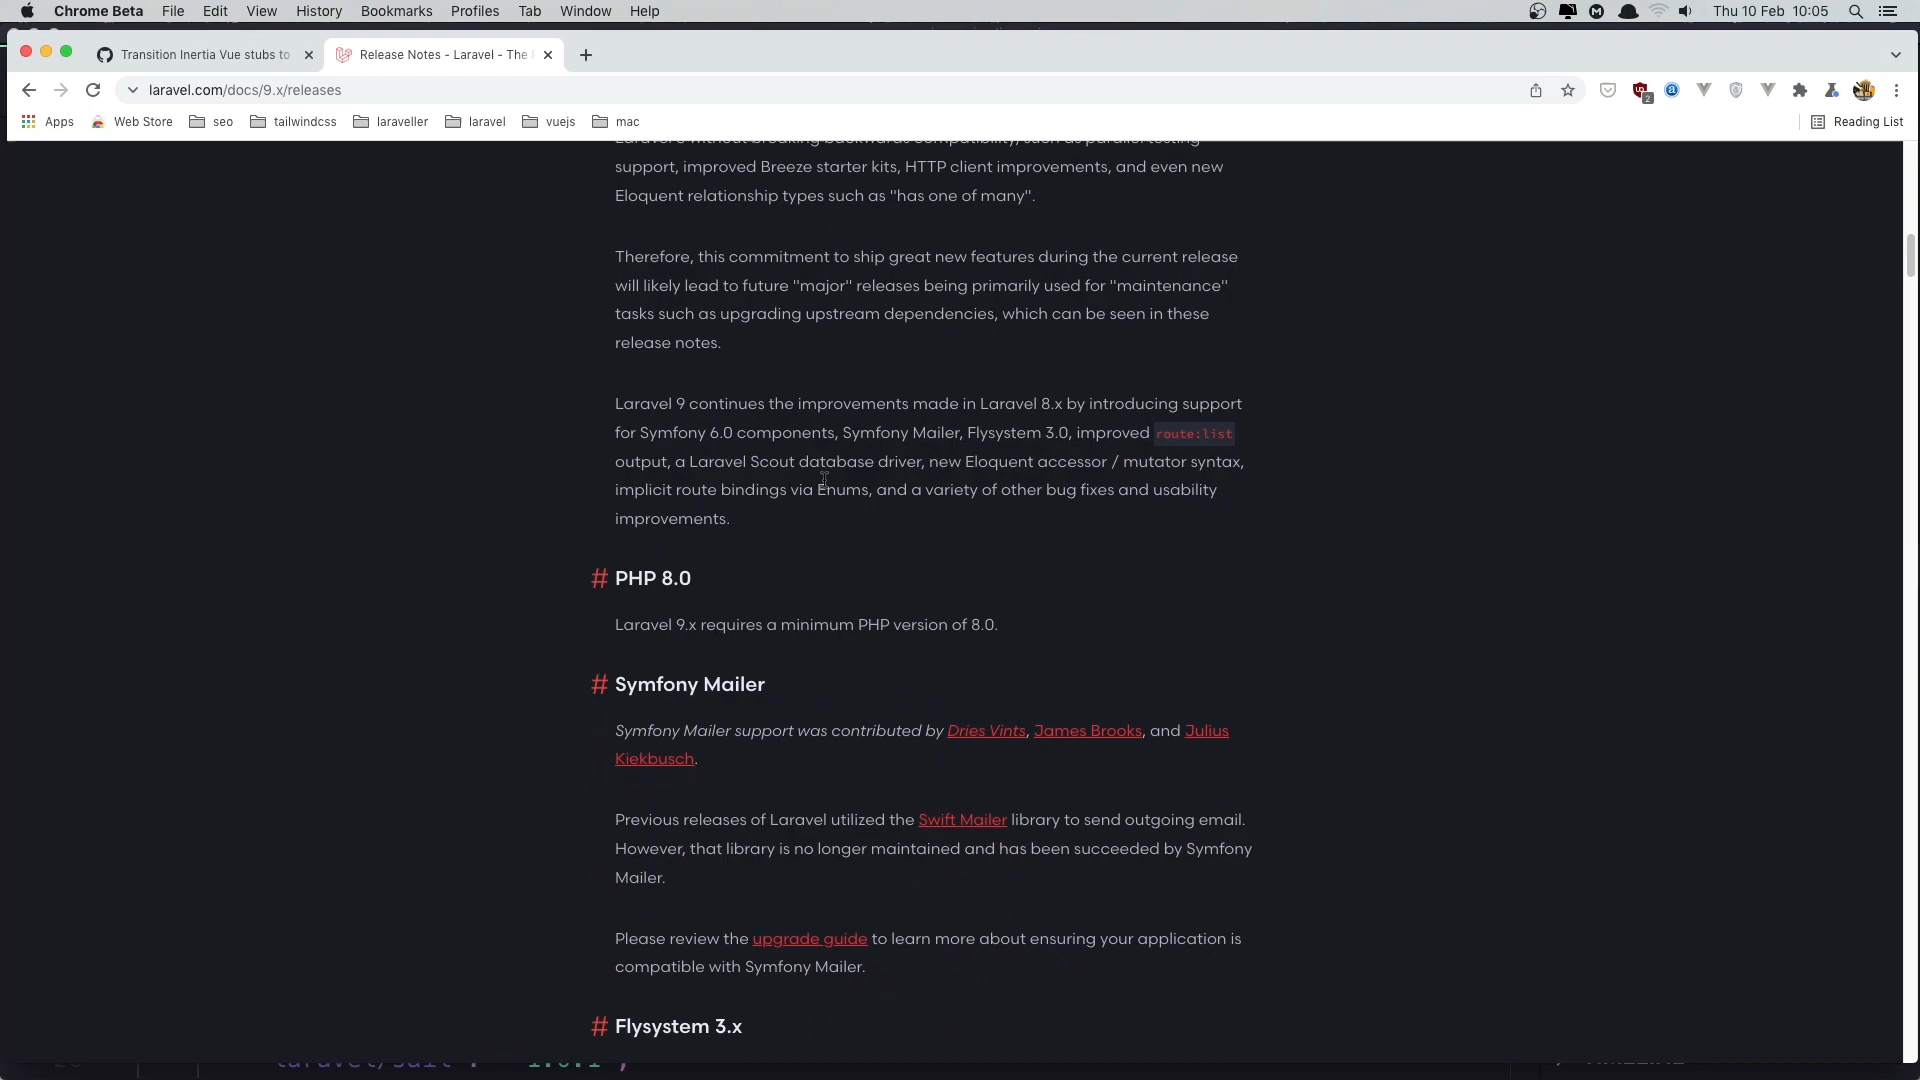 Chrome Beta File Edit View History Bookmarks Profiles Tab Window Help Thu 10 Feb 10:05
Transition Inertia Vue stubs to Release Notes - Laravel - The
laravel.com/docs/9.x/releases 2
Apps Web Store seo tailwindcss laraveller laravel vuejs mac Reading List
Laravel 8 without breaking backwards compatibility, such as parallel testing
support, improved Breeze starter kits, HTTP client improvements, and even new
Eloquent relationship types such as "has one of many".
Therefore, this commitment to ship great new features during the current release
will likely lead to future "major" releases being primarily used for "maintenance"
tasks such as upgrading upstream dependencies, which can be seen in these
release notes.
Laravel 9 continues the improvements made in Laravel 8.x by introducing support
for Symfony 6.0 components, Symfony Mailer, Flysystem 3.0, improved route:list
output, a Laravel Scout database driver, new Eloquent accessor / mutator syntax,
implicit route bindings via Enums, and a variety of other bug fixes and usability
improvements.
# PHP 8.0
Laravel 9.x requires a minimum PHP version of 8.0.
# Symfony Mailer
Symfony Mailer support was contributed by Dries Vints, James Brooks, and Julius
Kiekbusch.
Previous releases of Laravel utilized the Swift Mailer library to send outgoing email.
However, that library is no longer maintained and has been succeeded by Symfony
Mailer.
Please review the upgrade guide to learn more about ensuring your application is
compatible with Symfony Mailer.
# Flysystem 3.x